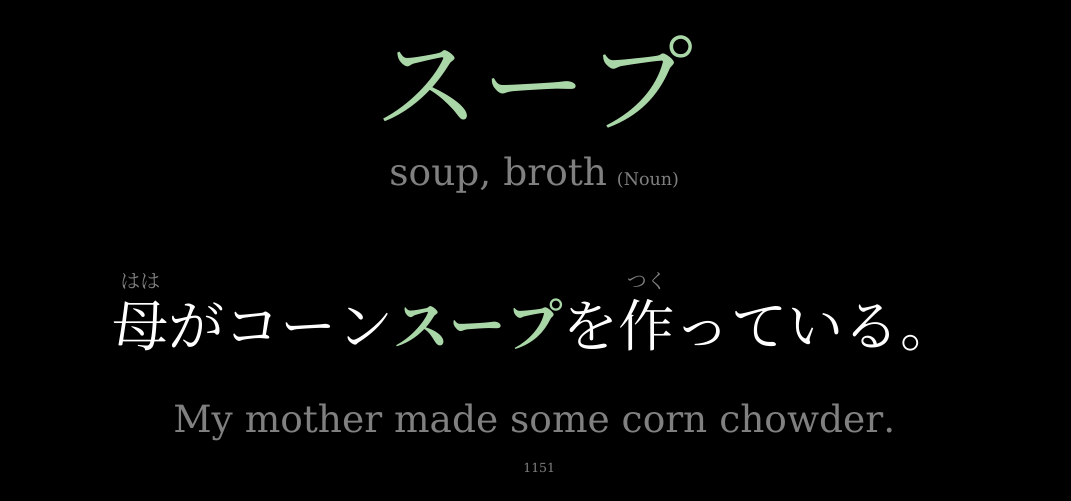 スープ
soup, broth (Noun)
はは つく
母がコーンスープを作っている。
My mother made some corn chowder.
1151